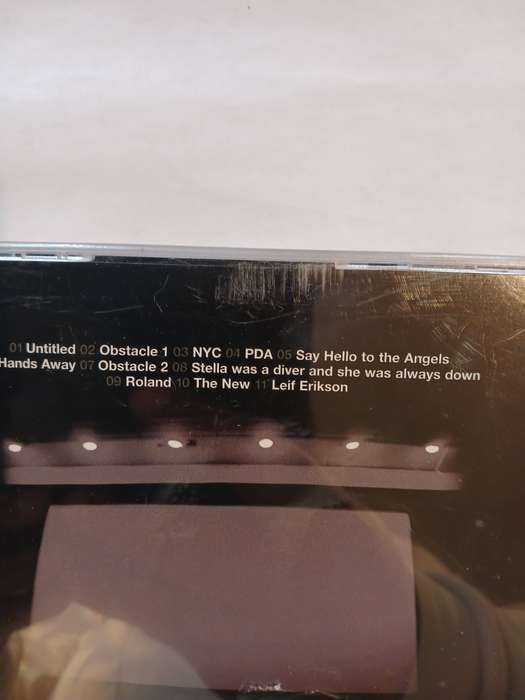 01 Untitled 02 Obstacle 1 03 NYC 04 PDA 05 Say Hello to the Angels
Hands Away 07 Obstacle 2 08 Stella was a diver and she was always down
09 Roland 10 The New 11 Leif Erikson